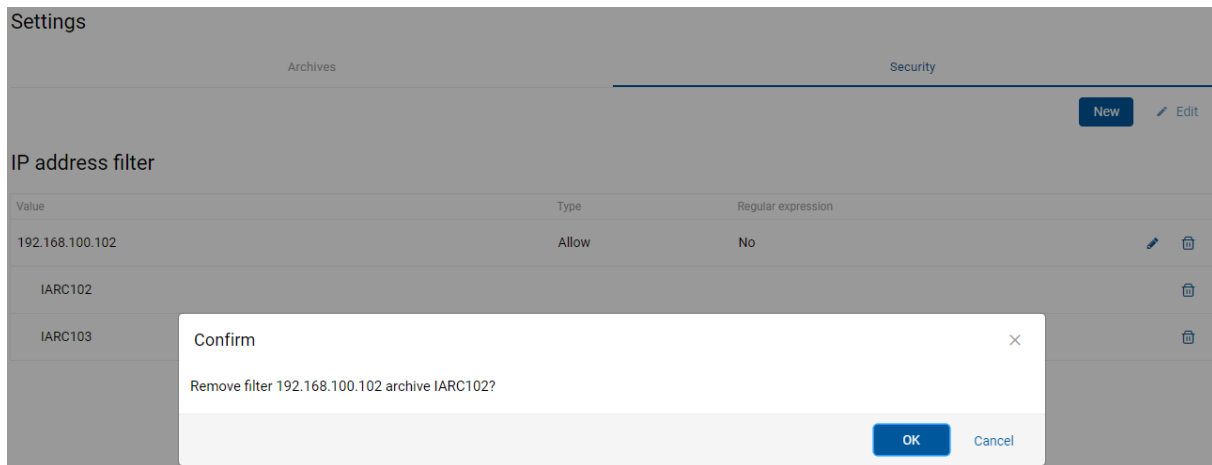 Settings
Archives Security
New Edit
IP address filter
Value Type Regular expression
192.168.100.102 Allow No
IARC102
IARC103
Confirm
Remove filter 192.168.100.102 archive IARC102?
OK Cancel